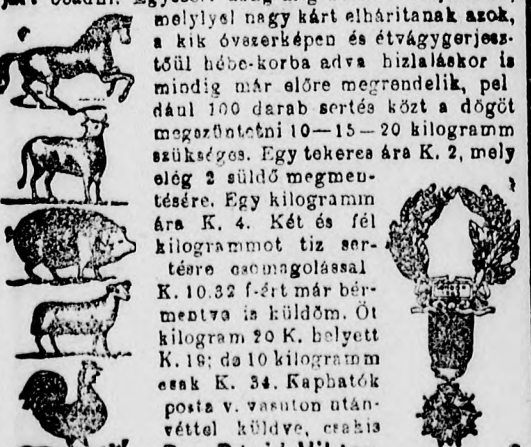 melylyel nagy kárt elháritanak azok,
a kik óvszerképen és étvágygerjesz-
tőül hébe-korba adva hizlaláskor is
mindig már előre megrendelik, pel
dául 100 darab sertés közt a dögöt
megszüntetni 10—15—20 kilogramm
szükséges. Egy tekercs ára K. 2, mely
elég 2 süldő megmen-
tésére. Egy kilogramm
ára K. 4. Két és fél
kilogrammot tiz ser-
tésre csomagolással
K. 10.32 f-ért már bér-
mentve is küldöm. Öt
kilogram 20 K. helyett
K. 18; de 10 kilogramm
csak K. 34. Kaphatók
posta v. vasuton után-
véttel küldve, csakis